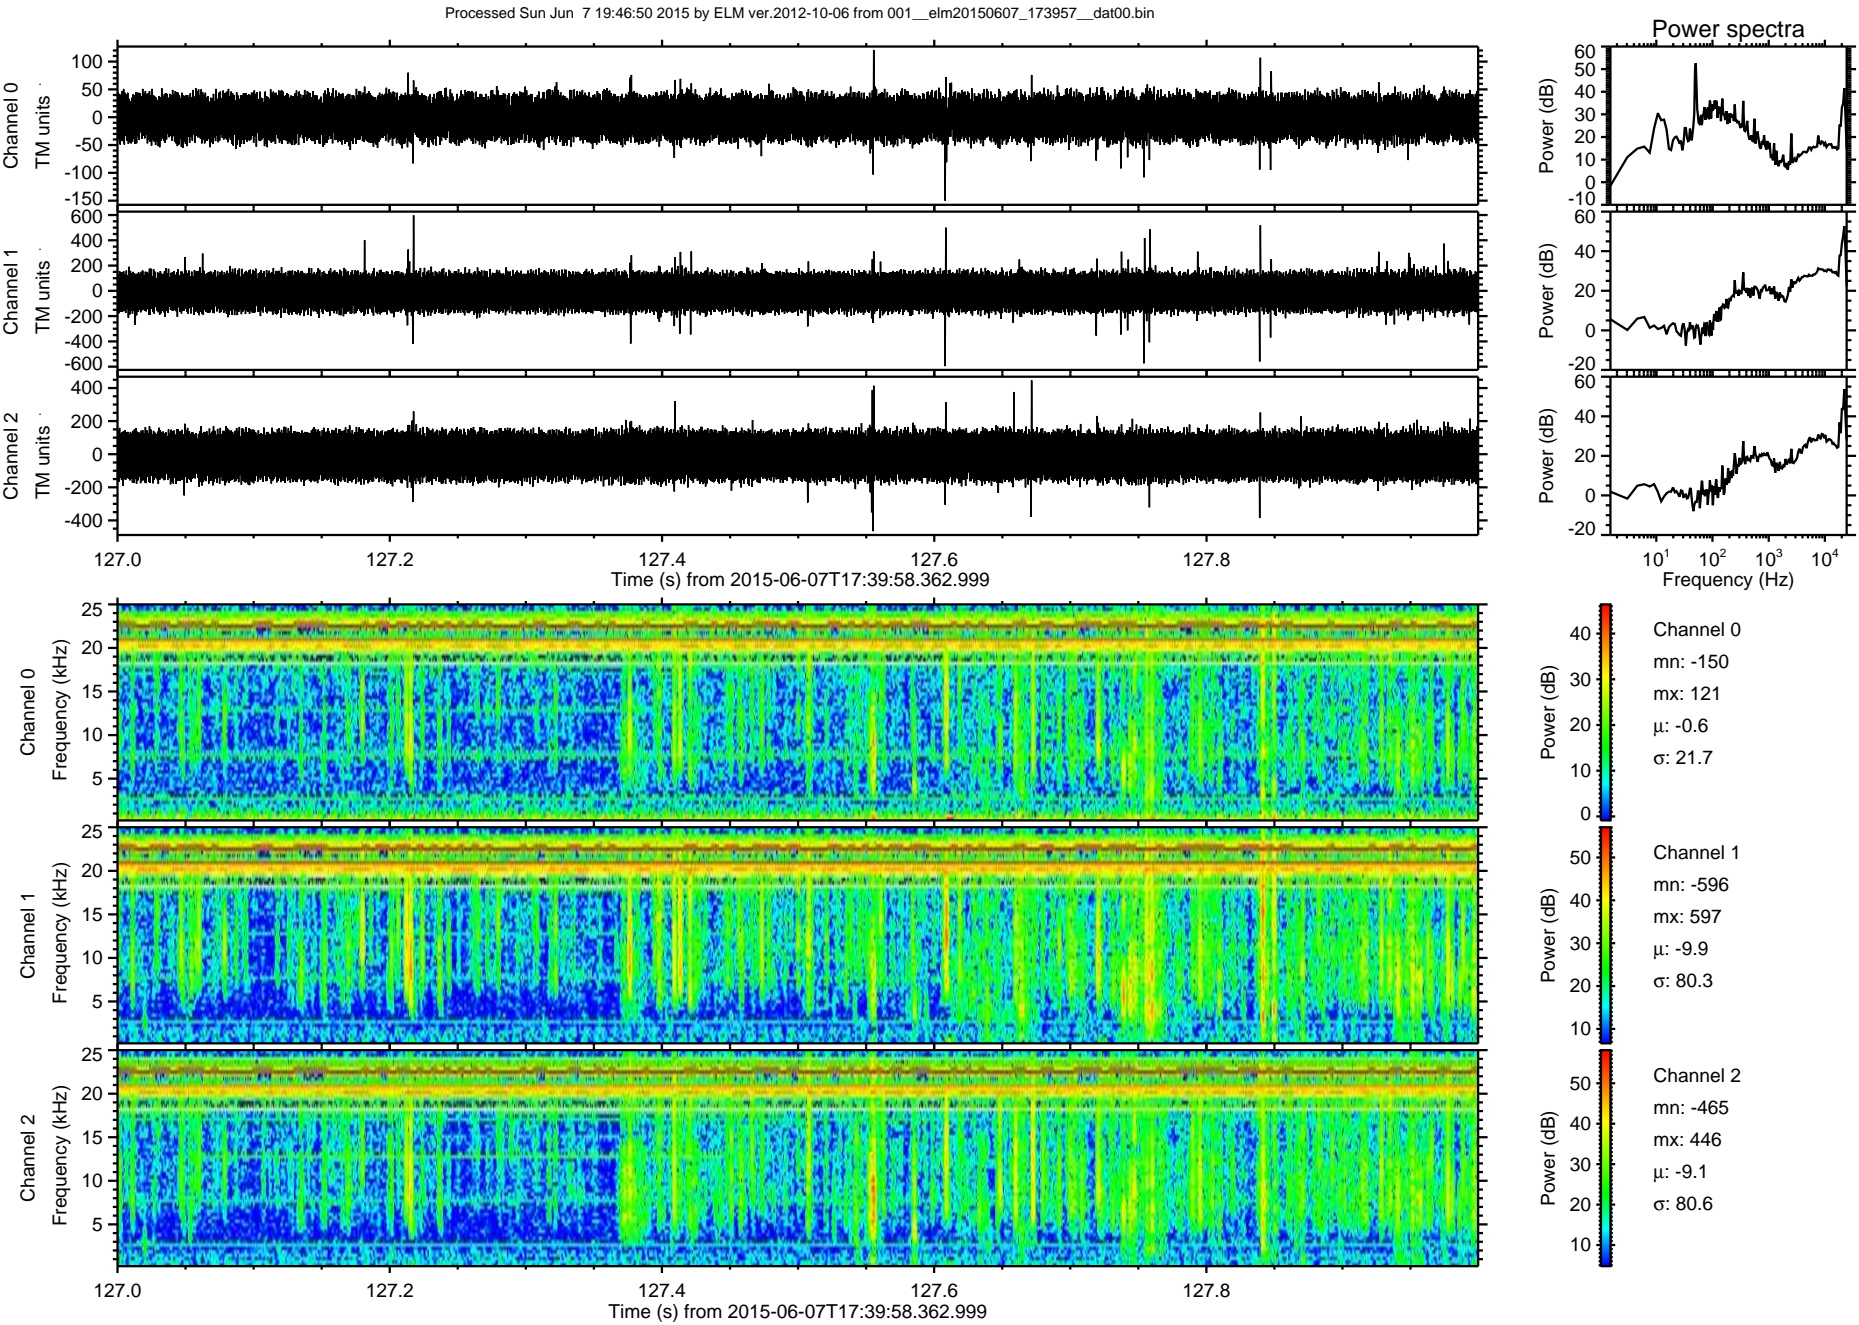 Processed Sun Jun 7 19:46:50 2015 by ELM ver.2012-10-06 from 001__elm20150607_173957__dat00.bin
Power spectra
Channel 0
TM units
100
50
0
-50
-100
-150
Power (dB)
60
50
40
30
20
10
0
-10
Channel 1
TM units
600
400
200
0
-200
-400
-600
Power (dB)
60
40
20
0
-20
Channel 2
TM units
400
200
0
-200
-400
Power (dB)
60
40
20
0
-20
127.0 127.2 127.4 127.6 127.8
Time (s) from 2015-06-07T17:39:58.362.999
10^1 10^2 10^3 10^4
Frequency (Hz)
Channel 0
Frequency (kHz)
25
20
15
10
5
Power (dB)
40
30
20
10
0
Channel 0
mn: -150
mx: 121
μ: -0.6
σ: 21.7
Channel 1
Frequency (kHz)
25
20
15
10
5
Power (dB)
50
40
30
20
10
Channel 1
mn: -596
mx: 597
μ: -9.9
σ: 80.3
Channel 2
Frequency (kHz)
25
20
15
10
5
Power (dB)
50
40
30
20
10
Channel 2
mn: -465
mx: 446
μ: -9.1
σ: 80.6
127.0 127.2 127.4 127.6 127.8
Time (s) from 2015-06-07T17:39:58.362.999